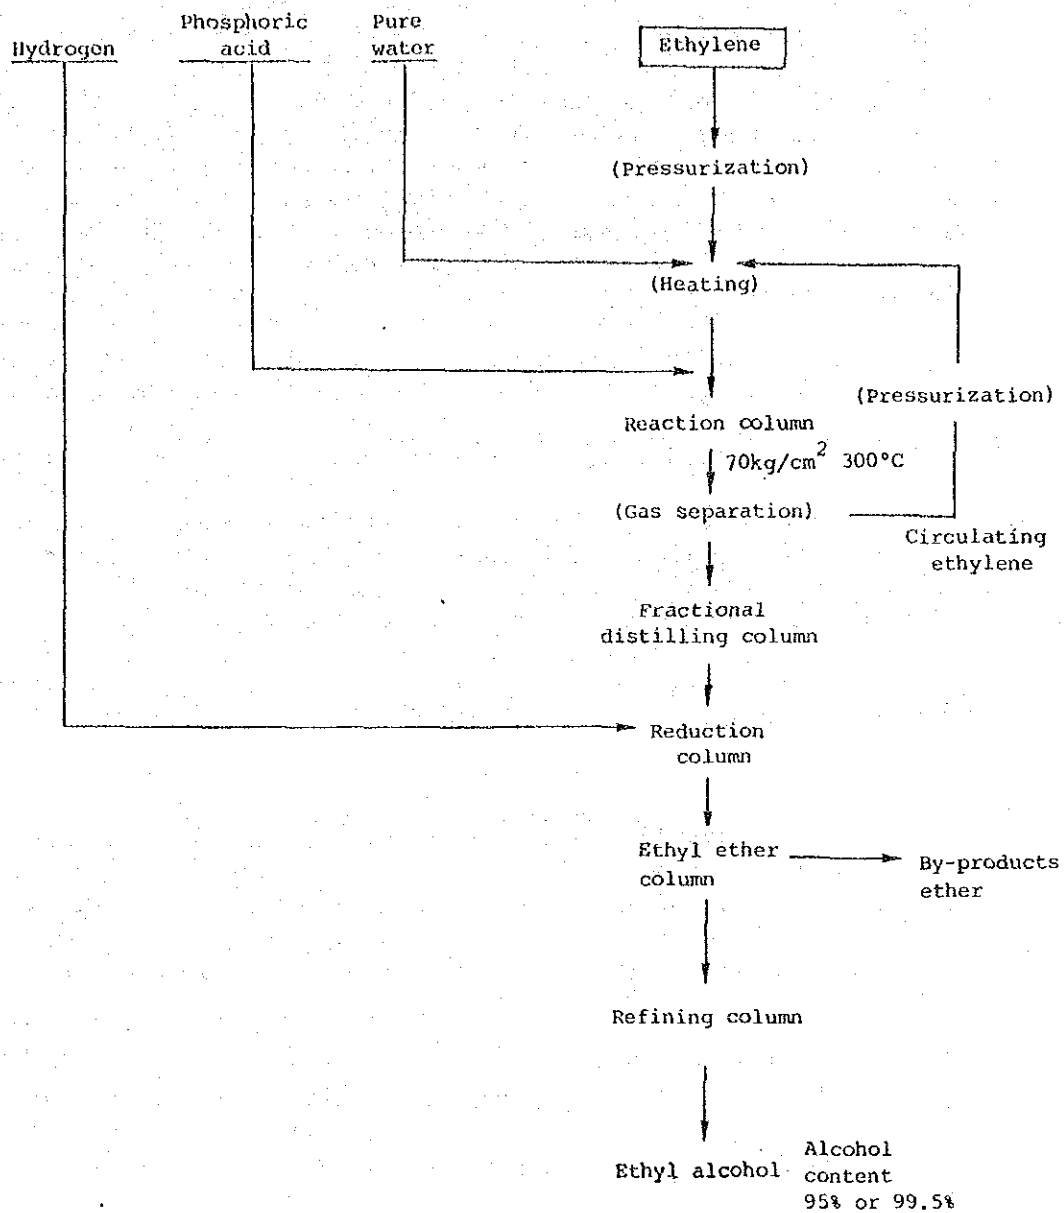 Hydrogen
Phosphoric
acid
Pure
water
Ethylene
(Pressurization)
(Heating)
(Pressurization)
Reaction column
70kg/cm² 300°C
(Gas separation)
Circulating
ethylene
Fractional
distilling column
Reduction
column
Ethyl ether
column
By-products
ether
Refining column
Ethyl alcohol
Alcohol
content
95% or 99.5%